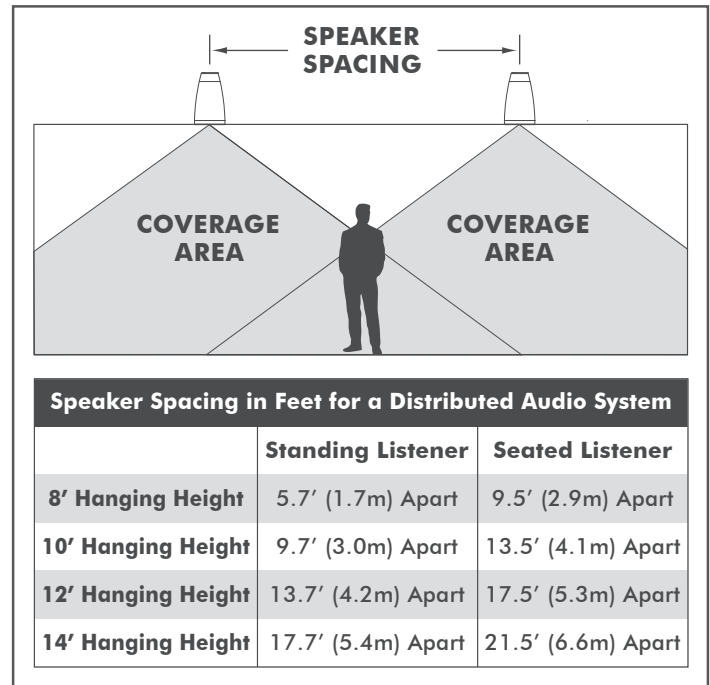 SPEAKER
SPACING
COVERAGE
AREA
COVERAGE
AREA
Speaker Spacing in Feet for a Distributed Audio System
Standing Listener Seated Listener
8′ Hanging Height 5.7′ (1.7m) Apart 9.5′ (2.9m) Apart
10′ Hanging Height 9.7′ (3.0m) Apart 13.5′ (4.1m) Apart
12′ Hanging Height 13.7′ (4.2m) Apart 17.5′ (5.3m) Apart
14′ Hanging Height 17.7′ (5.4m) Apart 21.5′ (6.6m) Apart